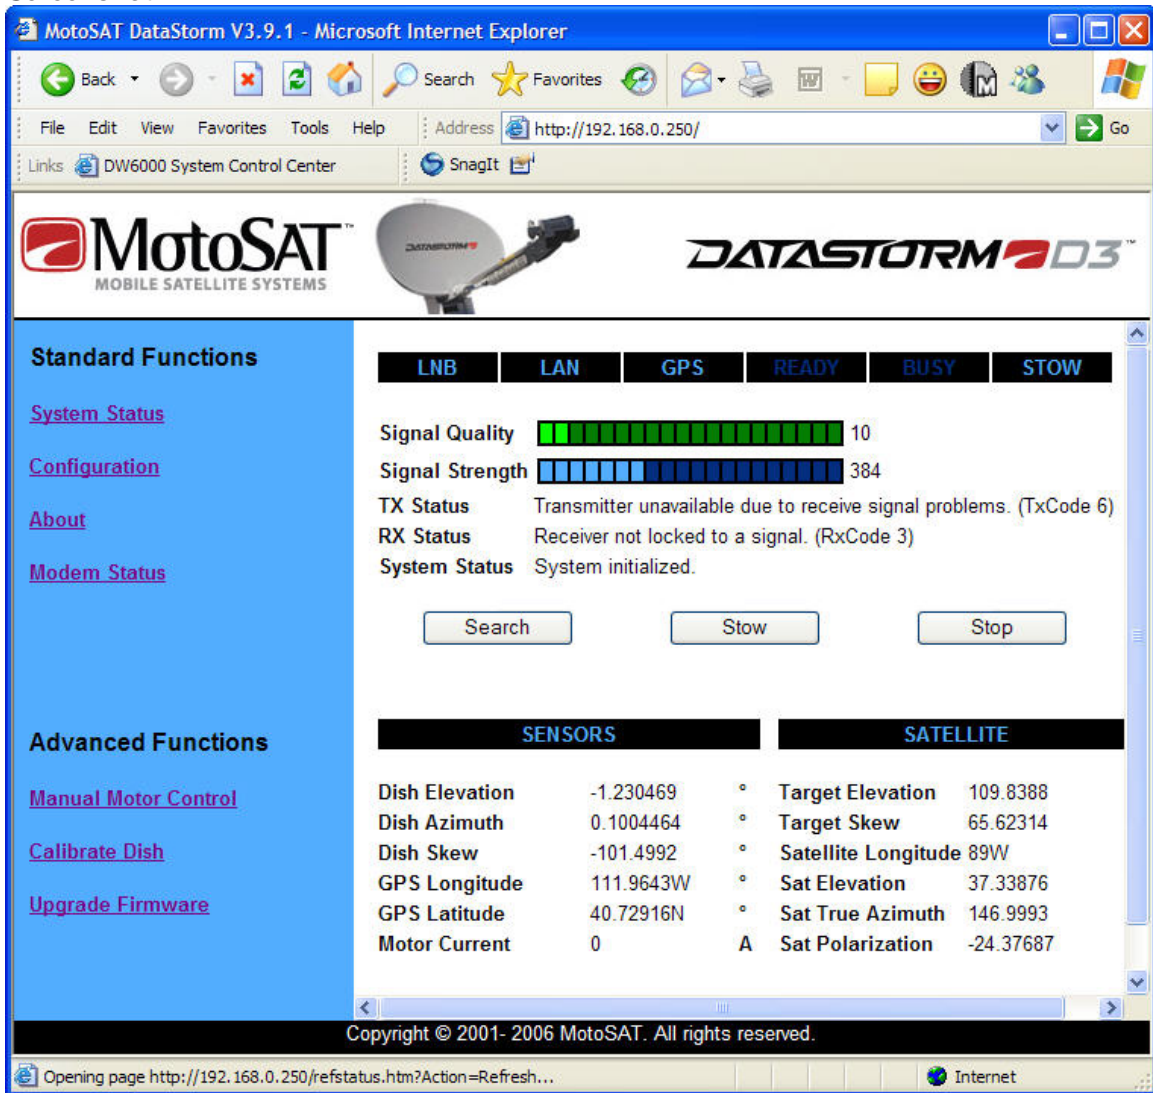 MotoSAT DataStorm V3.9.1 - Microsoft Internet Explorer
Back Search Favorites
File Edit View Favorites Tools Help Address http://192.168.0.250/ Go
Links DW6000 System Control Center SnagIt
MotoSAT™ DATASTORM D3™
MOBILE SATELLITE SYSTEMS
DATASTORM
Standard Functions
System Status
Configuration
About
Modem Status
Advanced Functions
Manual Motor Control
Calibrate Dish
Upgrade Firmware
LNB LAN GPS READY BUSY STOW
Signal Quality 10
Signal Strength 384
TX Status Transmitter unavailable due to receive signal problems. (TxCode 6)
RX Status Receiver not locked to a signal. (RxCode 3)
System Status System initialized.
Search Stow Stop
SENSORS SATELLITE
Dish Elevation -1.230469 ° Target Elevation 109.8388
Dish Azimuth 0.1004464 ° Target Skew 65.62314
Dish Skew -101.4992 ° Satellite Longitude 89W
GPS Longitude 111.9643W ° Sat Elevation 37.33876
GPS Latitude 40.72916N ° Sat True Azimuth 146.9993
Motor Current 0 A Sat Polarization -24.37687
Copyright © 2001- 2006 MotoSAT. All rights reserved.
Opening page http://192.168.0.250/refstatus.htm?Action=Refresh... Internet